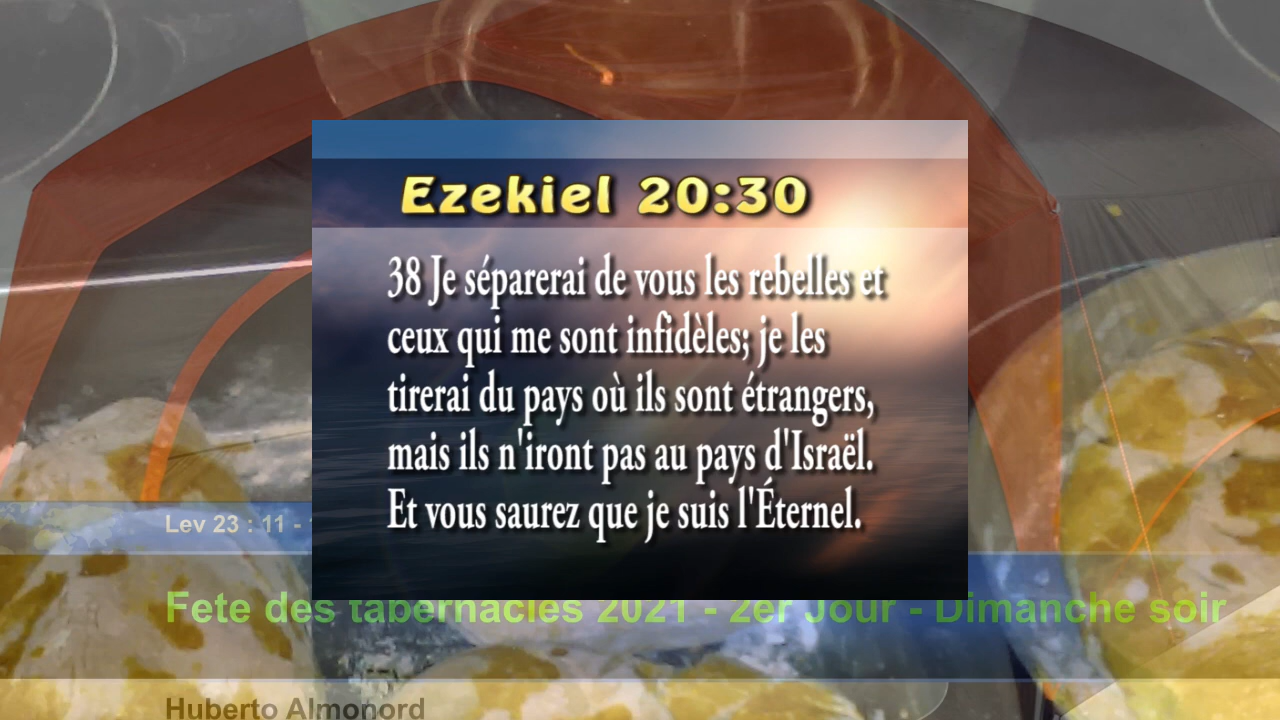 Ezekiel 20:30
38 Je séparerai de vous les rebelles et
ceux qui me sont infidèles; je les
tirerai du pays où ils sont étrangers,
mais ils n'iront pas au pays d'Israël.
Et vous saurez que je suis l'Éternel.
Lev 23 : 11 -
Fete des tabernacles 2021 - 2er Jour - Dimanche soir
Huberto Almonord